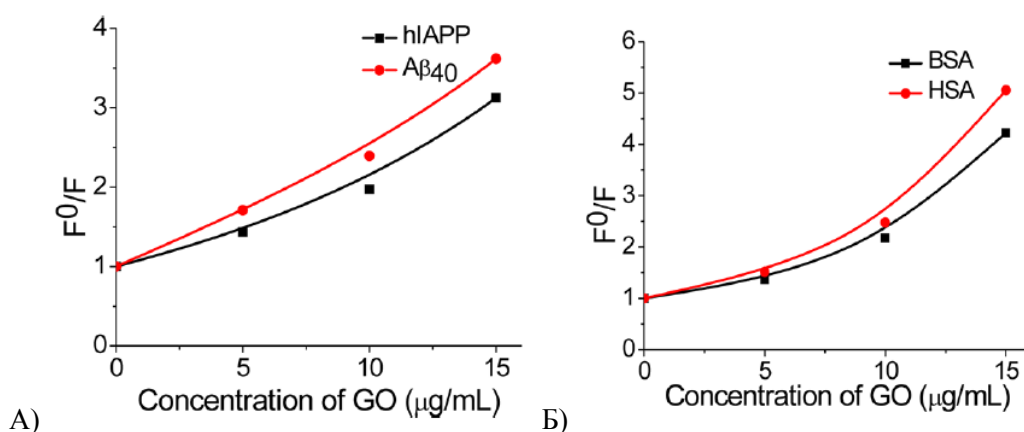 4
3
2
1
0
F⁰/F
hIAPP
Aβ₄₀
0 5 10 15
Concentration of GO (μg/mL)
А)
6
5
4
3
2
1
0
F⁰/F
BSA
HSA
0 5 10 15
Concentration of GO (μg/mL)
Б)